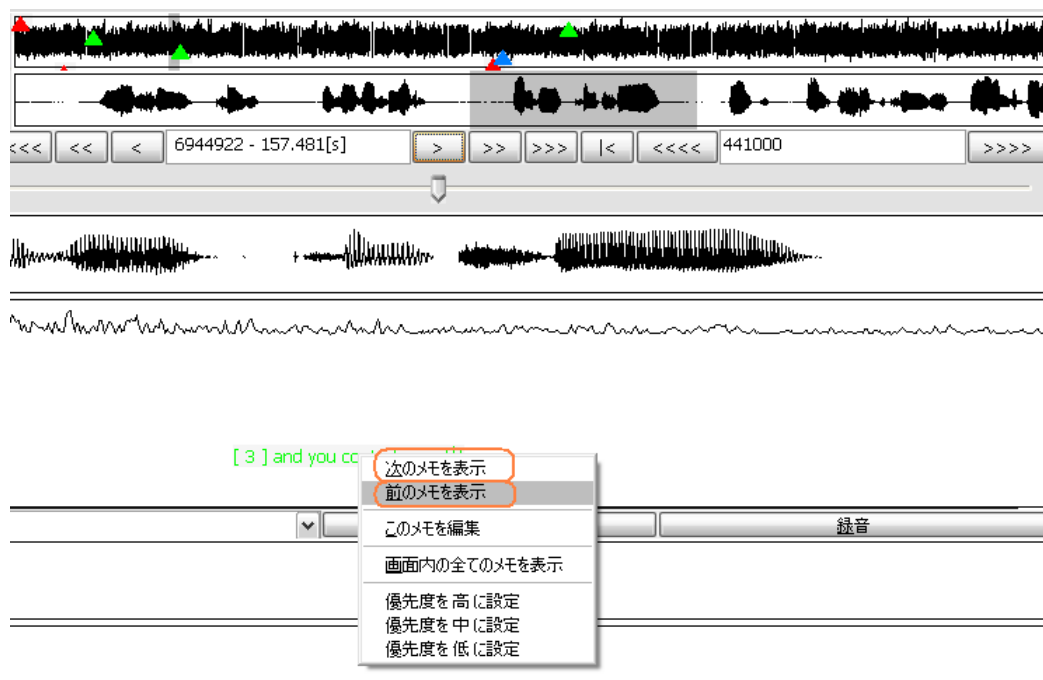 <<< << < 6944922 - 157.481[s] > >> >>> |< <<<< 441000 >>>>
[ 3 ] and you
次のメモを表示
前のメモを表示
このメモを編集
画面内の全てのメモを表示
優先度を高に設定
優先度を中に設定
優先度を低に設定
録音